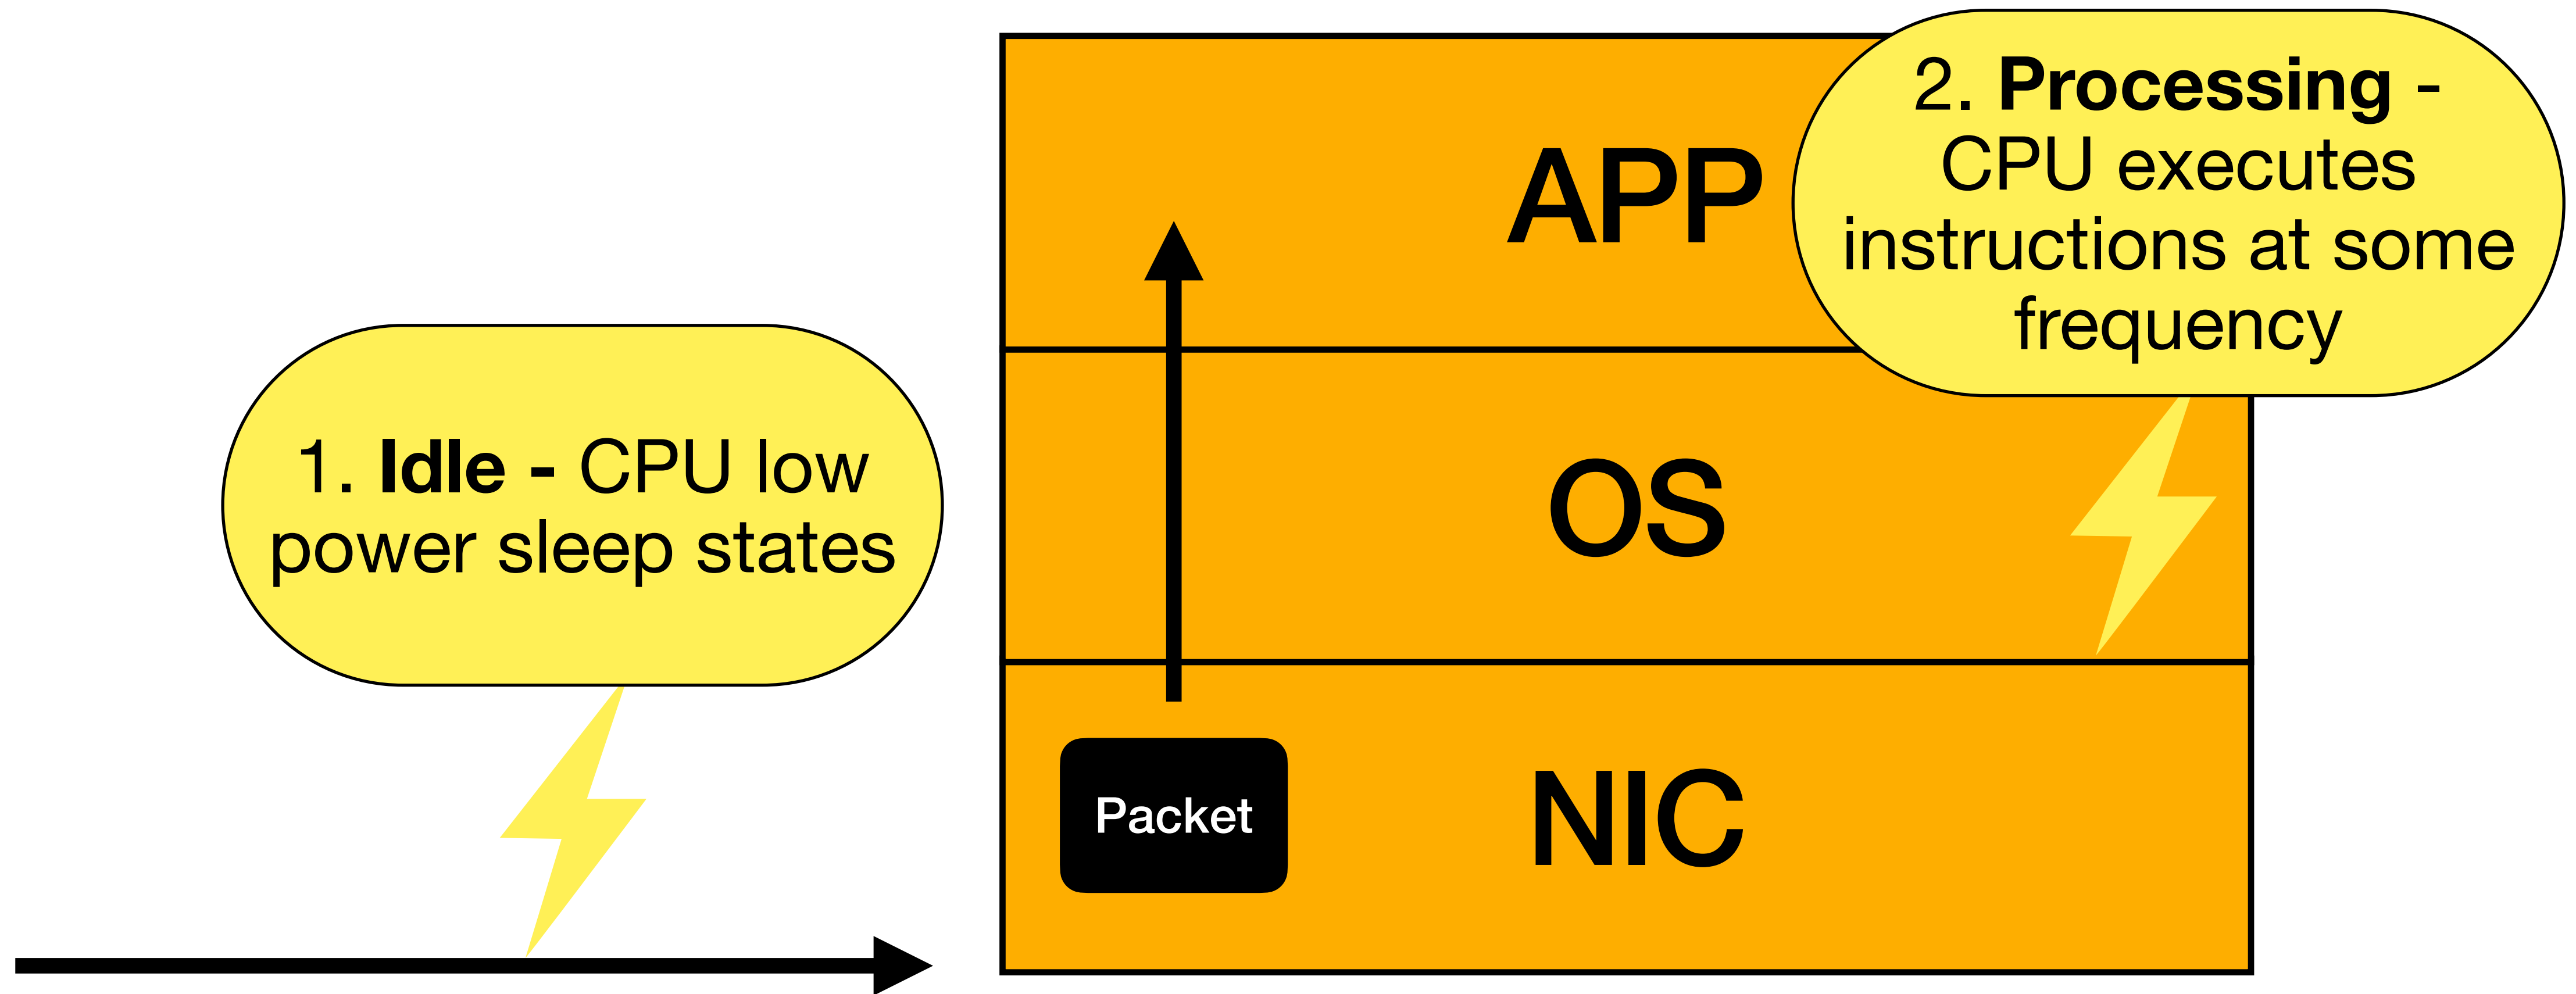 1. Idle - CPU low
power sleep states
APP
2. Processing -
CPU executes
instructions at some
frequency
OS
Packet
NIC